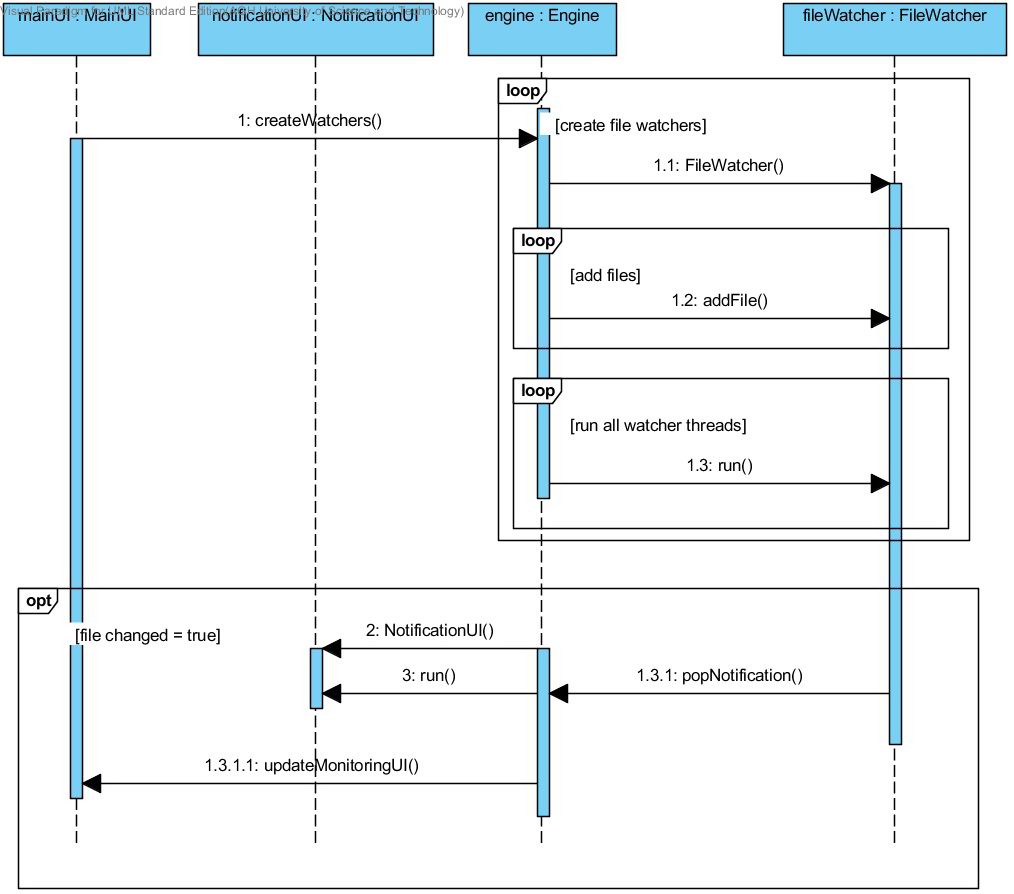 Visual Paradigm for UML Standard Edition(AGH University of Science and Technology)
mainUI : MainUI
notificationUI : NotificationUI
engine : Engine
fileWatcher : FileWatcher
loop
1: createWatchers()
[create file watchers]
1.1: FileWatcher()
loop
[add files]
1.2: addFile()
loop
[run all watcher threads]
1.3: run()
opt
[file changed = true]
2: NotificationUI()
3: run()
1.3.1: popNotification()
1.3.1.1: updateMonitoringUI()